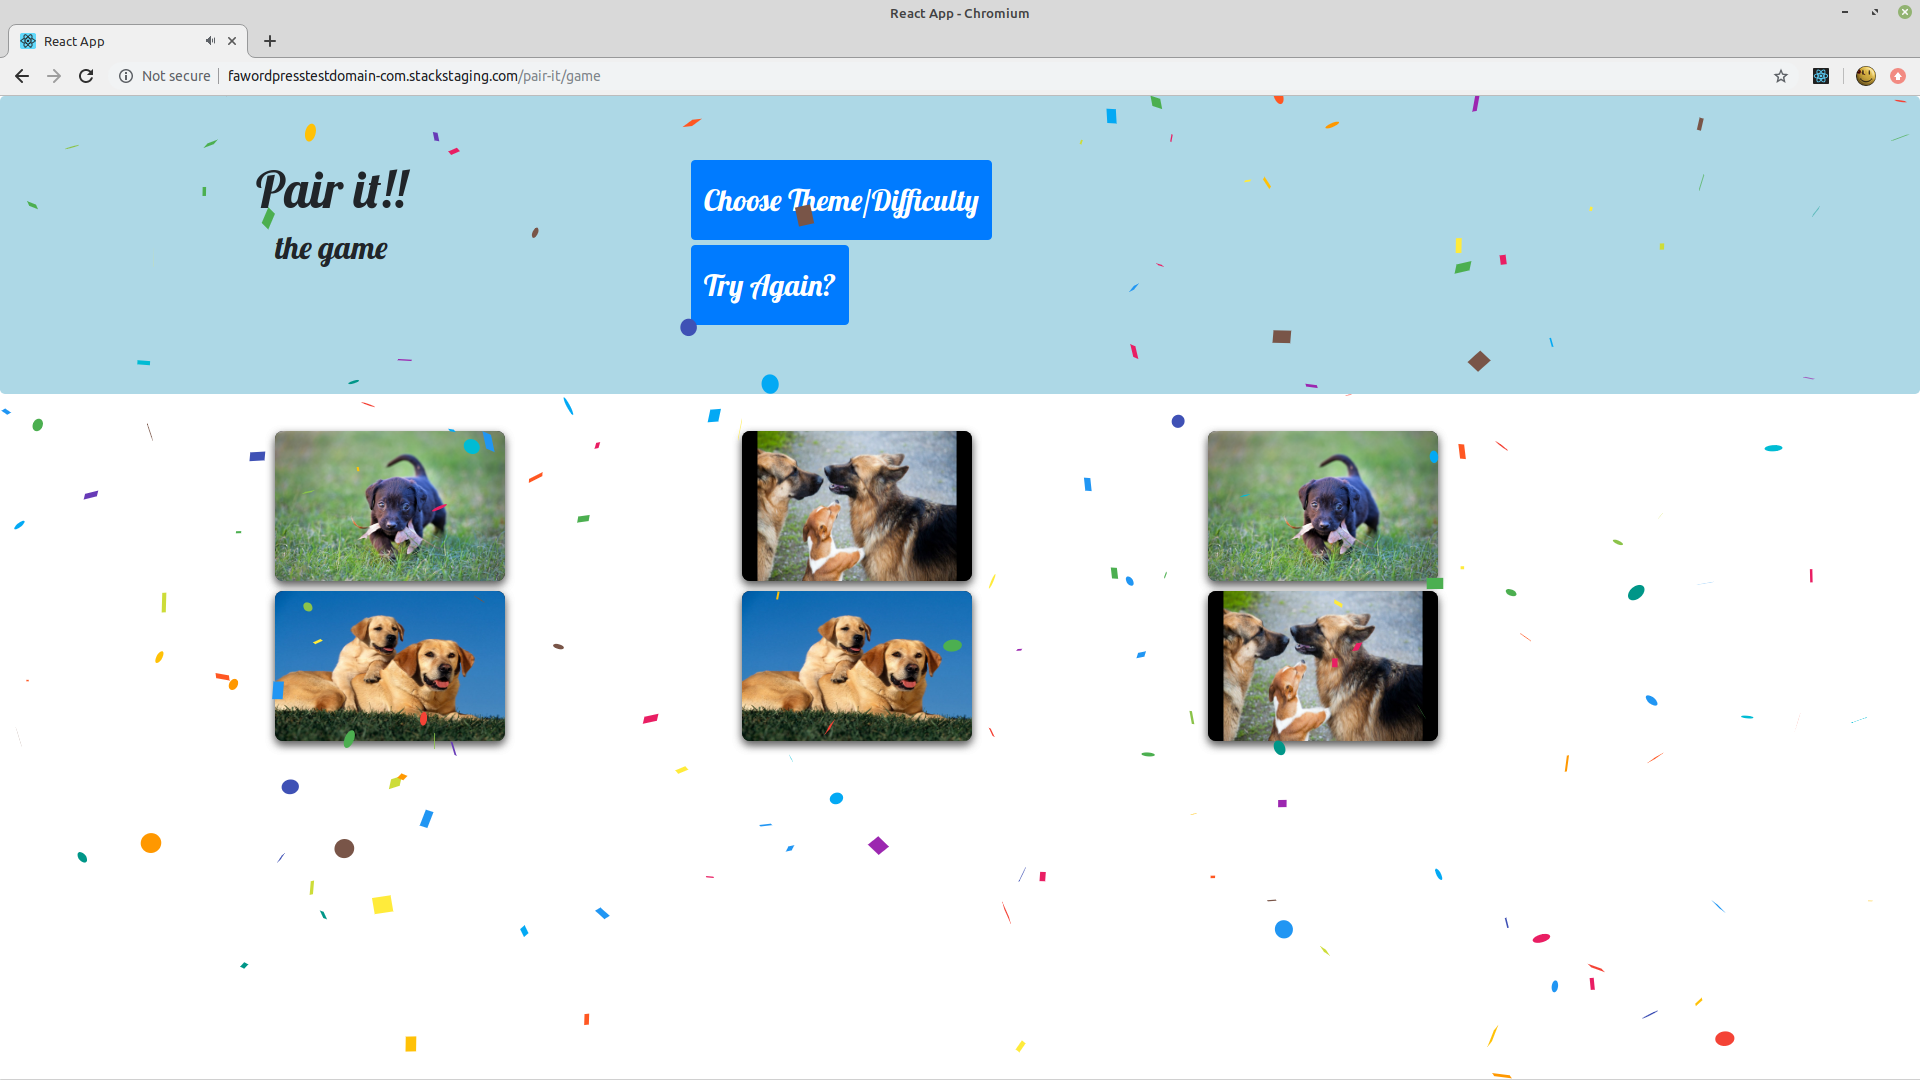 React App - Chromium
React App
Not secure
fawordpresstestdomain-com.stackstaging.com/pair-it/game
Pair it!!
the game
Choose Theme/Difficulty
Try Again?